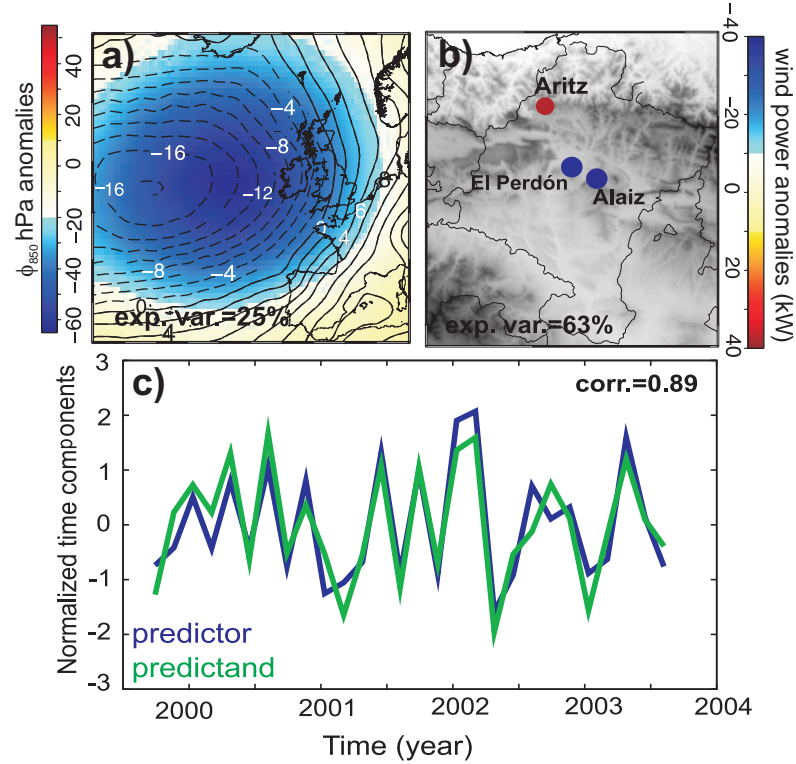 a)
40
20
0
−20
−40
−60
ϕ850 hPa anomalies
−4
−8
−16
−16
−12
−8
−4
0
6
4
8
0
4
exp. var.=25%
b)
Aritz
El Perdón
Alaiz
exp. var.=63%
−40
−20
0
20
40
wind power anomalies (kW)
c)
corr.=0.89
2
1
0
−1
−2
−3
Normalized time components
predictor
predictand
2000
2001
2002
2003
2004
Time (year)